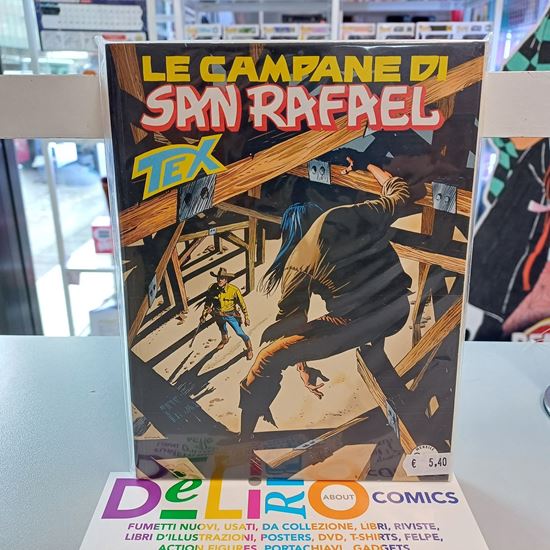 LE CAMPANE DI
SAN RAFAEL
TEX
€ 5,40
DELIRIO ABOUT COMICS
FUMETTI NUOVI, USATI, DA COLLEZIONE, LIBRI, RIVISTE,
LIBRI D'ILLUSTRAZIONI, POSTERS, DVD, T-SHIRTS, FELPE,
ACTION FIGURES, PORTACHIAVI, GADGETS